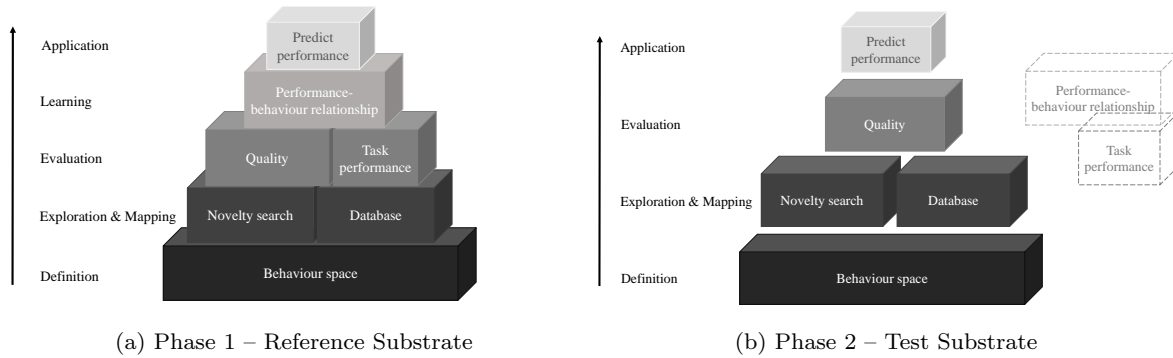 Application
Predict
performance
Learning
Performance-
behaviour relationship
Evaluation
Quality
Task
performance
Exploration & Mapping
Novelty search
Database
Definition
Behaviour space
(a) Phase 1 – Reference Substrate
Application
Predict
performance
Performance-
behaviour relationship
Evaluation
Quality
Task
performance
Exploration & Mapping
Novelty search
Database
Definition
Behaviour space
(b) Phase 2 – Test Substrate